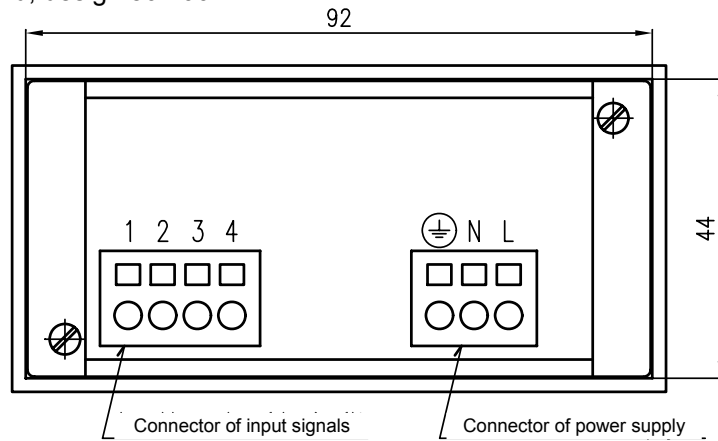 92
44
1 2 3 4
N L
Connector of input signals
Connector of power supply